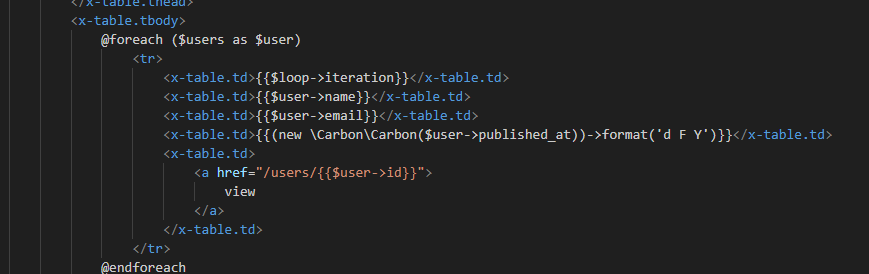 </x-table.thead>
<x-table.tbody>
@foreach ($users as $user)
<tr>
<x-table.td>{{$loop->iteration}}</x-table.td>
<x-table.td>{{$user->name}}</x-table.td>
<x-table.td>{{$user->email}}</x-table.td>
<x-table.td>{{(new \Carbon\Carbon($user->published_at))->format('d F Y')}}</x-table.td>
<x-table.td>
<a href="/users/{{$user->id}}">
view
</a>
</x-table.td>
</tr>
@endforeach